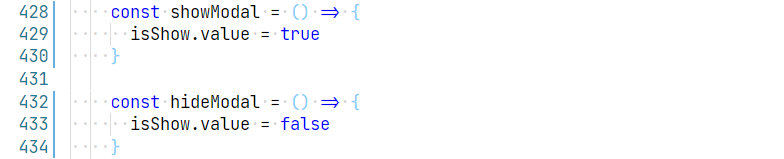 428 const showModal = () => {
429 isShow.value = true
430 }
431
432 const hideModal = () => {
433 isShow.value = false
434 }